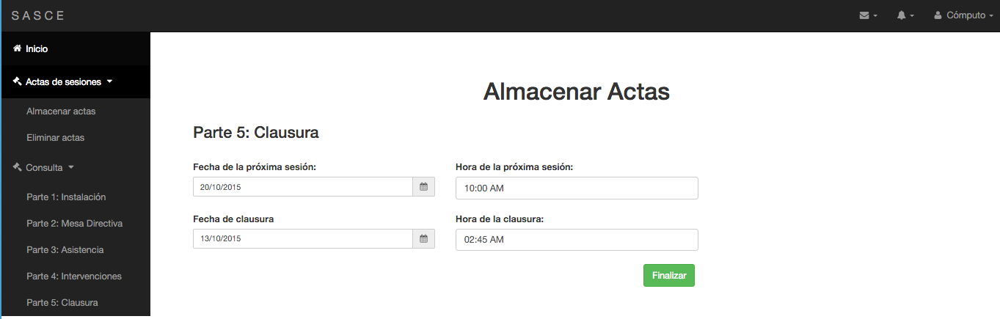 S A S C E
Cómputo
Inicio
Actas de sesiones
Almacenar actas
Eliminar actas
Consulta
Parte 1: Instalación
Parte 2: Mesa Directiva
Parte 3: Asistencia
Parte 4: Intervenciones
Parte 5: Clausura
Almacenar Actas
Parte 5: Clausura
Fecha de la próxima sesión:
Hora de la próxima sesión:
20/10/2015
10:00 AM
Fecha de clausura
Hora de la clausura:
13/10/2015
02:45 AM
Finalizar